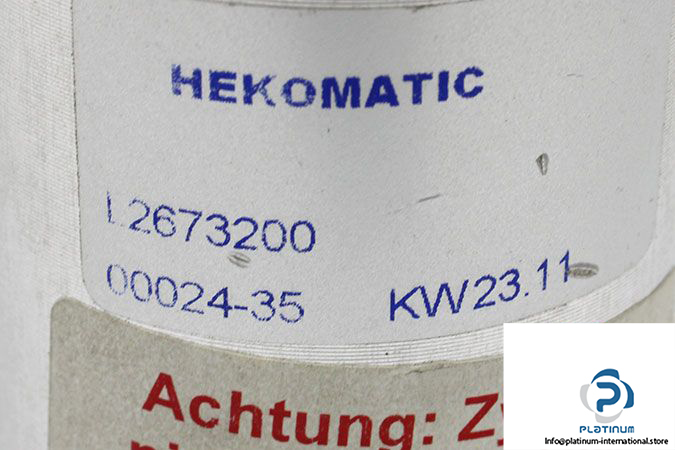 HEKOMATIC
L2673200
00024-35 KW23.11
Achtung:
PLATINUM
Info@platinum-international.store